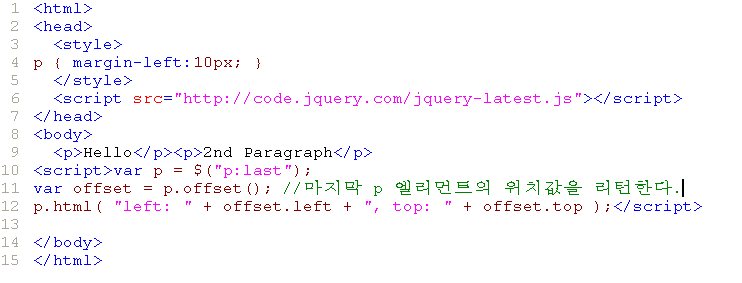 1 <html>
2 <head>
3 <style>
4 p { margin-left:10px; }
5 </style>
6 <script src="http://code.jquery.com/jquery-latest.js"></script>
7 </head>
8 <body>
9 <p>Hello</p><p>2nd Paragraph</p>
10 <script>var p = $("p:last");
11 var offset = p.offset(); //마지막 p 엘리먼트의 위치값을 리턴한다.
12 p.html( "left: " + offset.left + ", top: " + offset.top );</script>
13
14 </body>
15 </html>